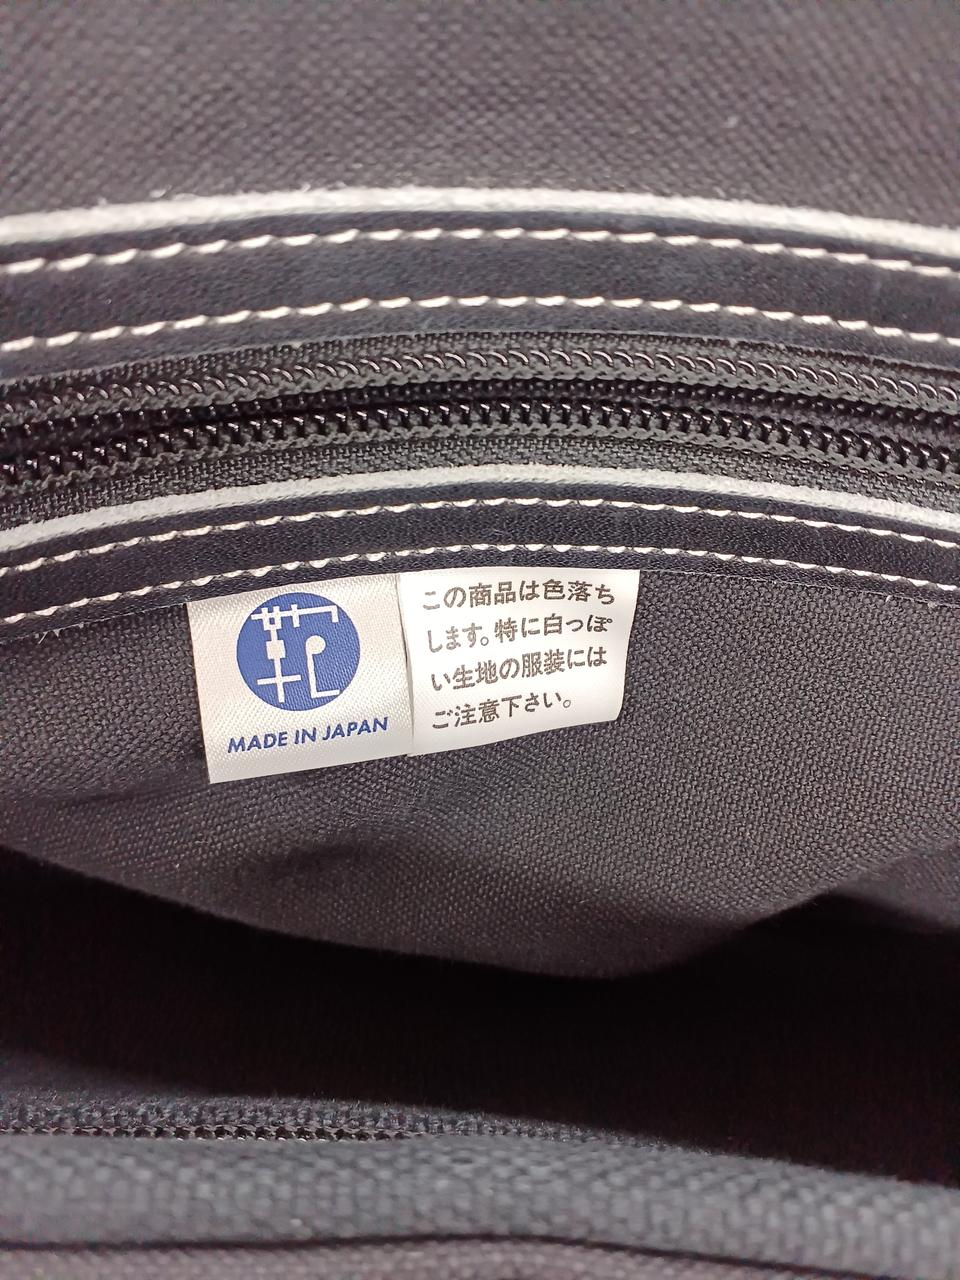 MADE IN JAPAN
この商品は色落ち
します。特に白っぽ
い生地の服装には
ご注意下さい。